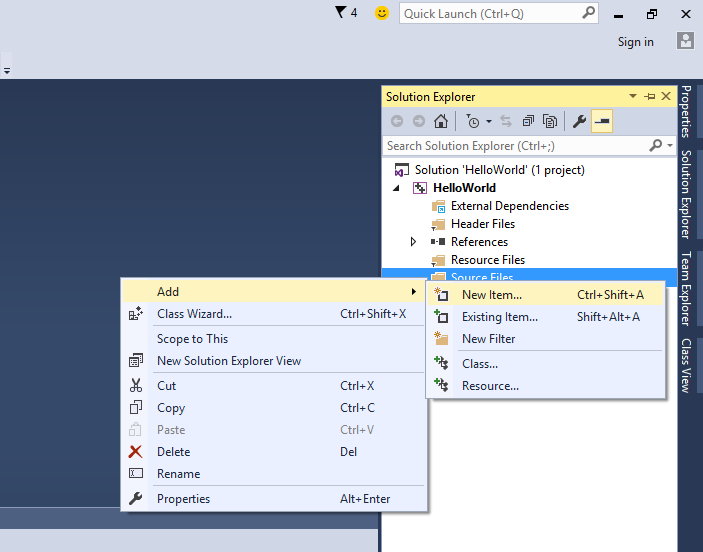 4
Quick Launch (Ctrl+Q)
Sign in
Solution Explorer
Search Solution Explorer (Ctrl+;)
Solution 'HelloWorld' (1 project)
HelloWorld
External Dependencies
Header Files
References
Resource Files
Source Files
Add
Class Wizard... Ctrl+Shift+X
Scope to This
New Solution Explorer View
Cut Ctrl+X
Copy Ctrl+C
Paste Ctrl+V
Delete Del
Rename
Properties Alt+Enter
New Item... Ctrl+Shift+A
Existing Item... Shift+Alt+A
New Filter
Class...
Resource...
Properties
Solution Explorer
Team Explorer
Class View